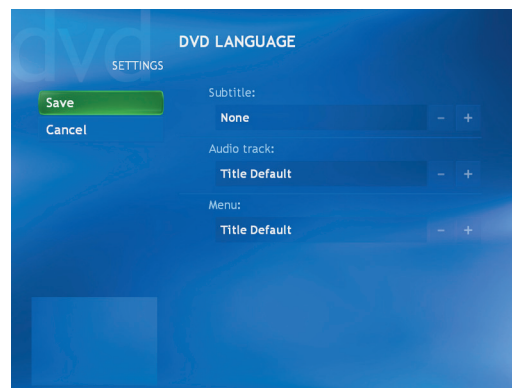 dvd
DVD LANGUAGE
SETTINGS
Save
Cancel
Subtitle:
None - +
Audio track:
Title Default - +
Menu:
Title Default - +